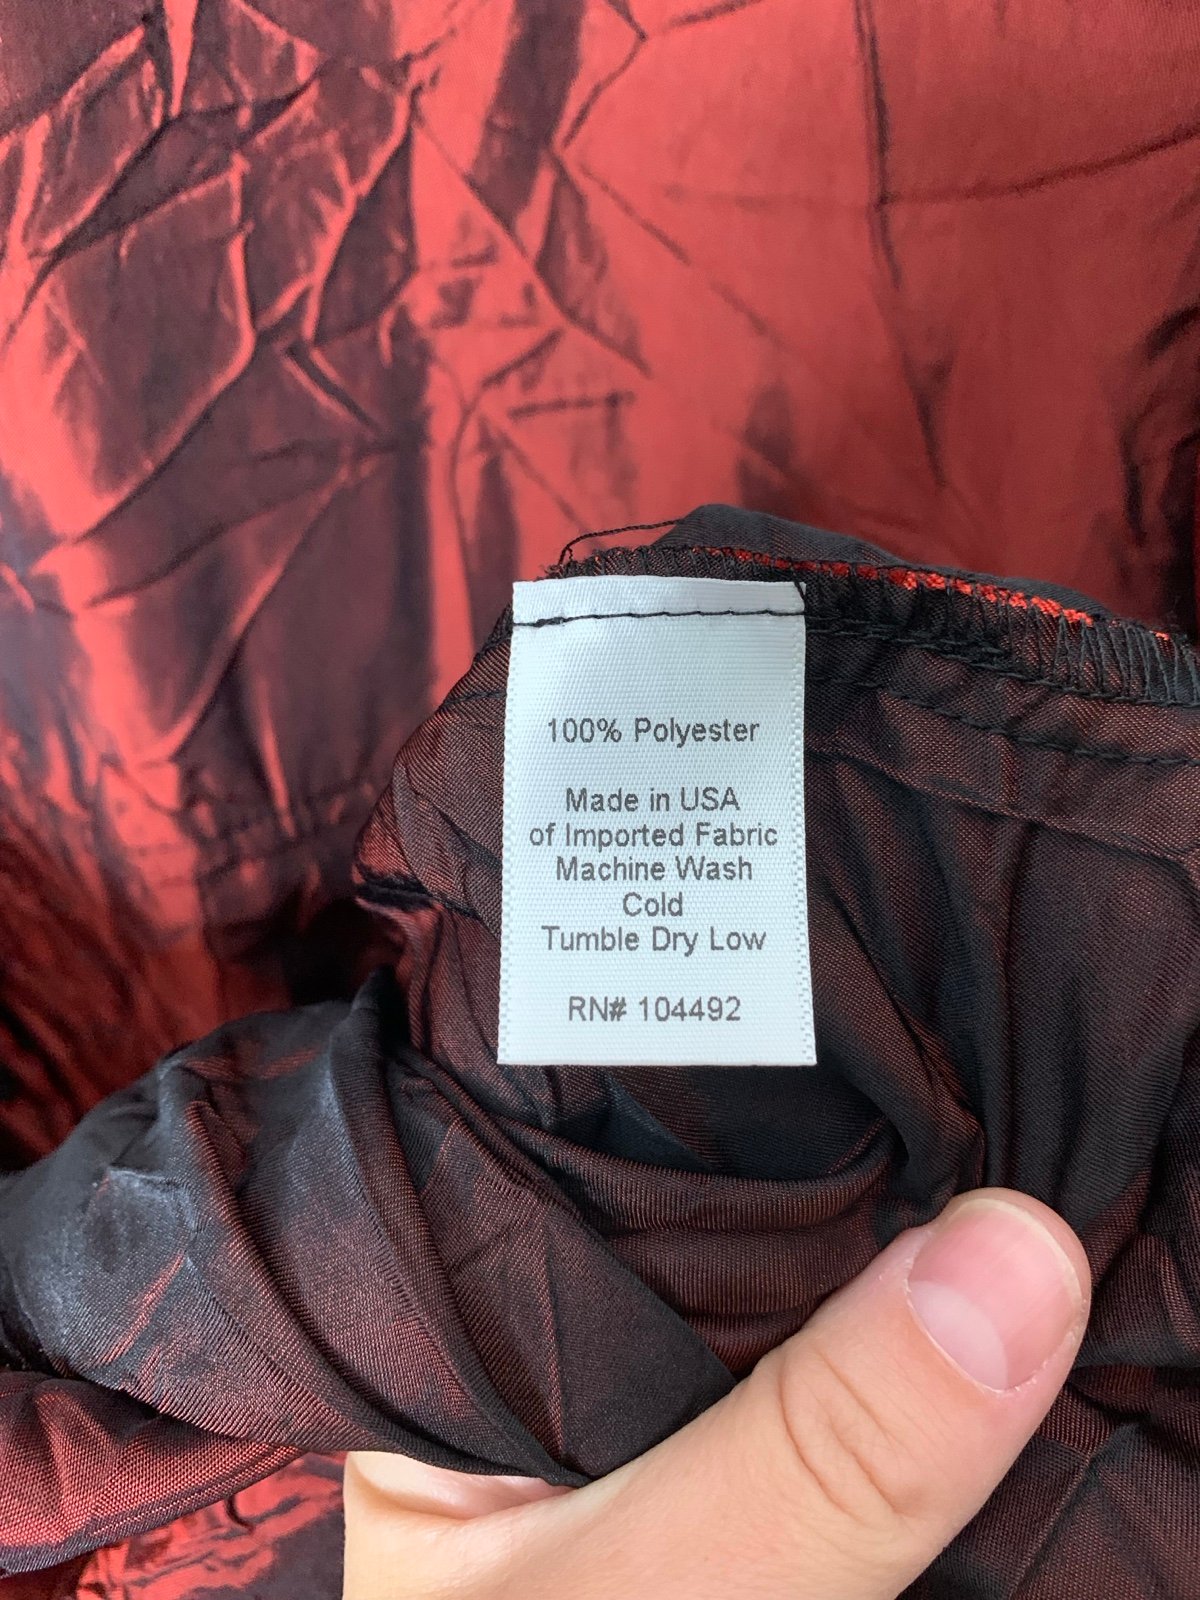 100% Polyester
Made in USA
of Imported Fabric
Machine Wash
Cold
Tumble Dry Low
RN# 104492